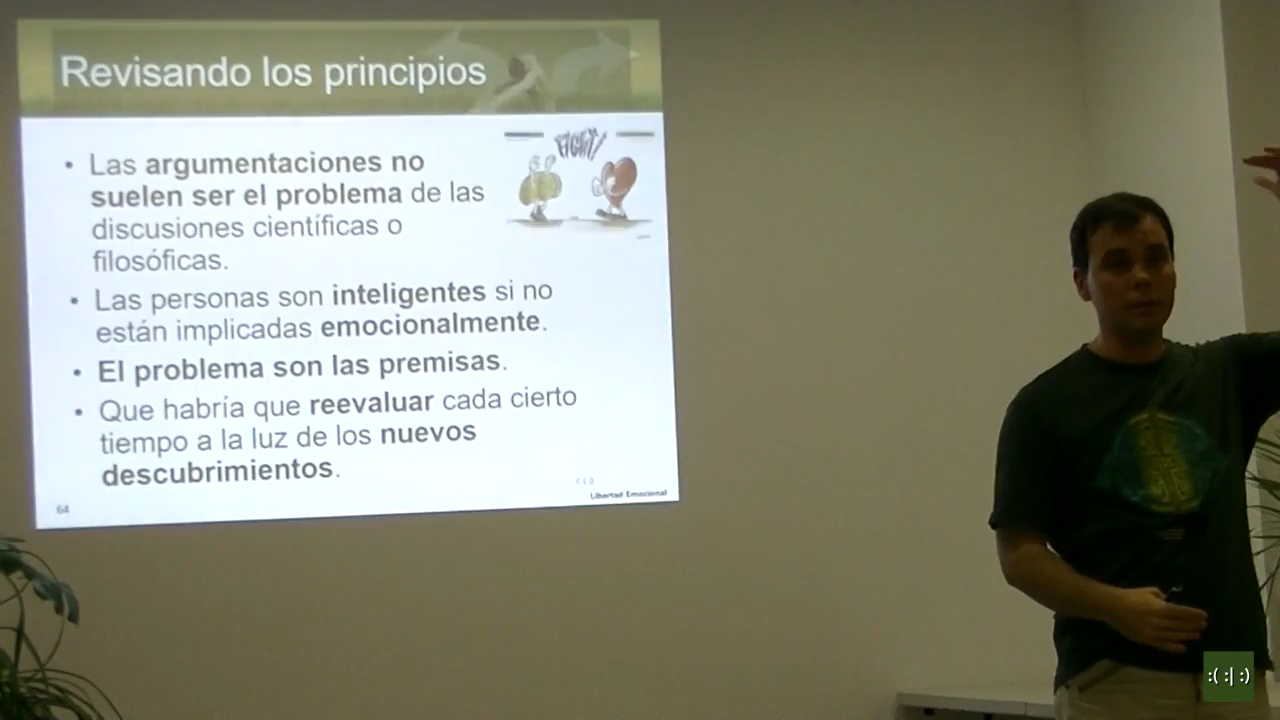 Revisando los principios
FIGHT!
• Las argumentaciones no
suelen ser el problema de las
discusiones científicas o
filosóficas.
• Las personas son inteligentes si no
están implicadas emocionalmente.
• El problema son las premisas.
• Que habría que reevaluar cada cierto
tiempo a la luz de los nuevos
descubrimientos.
64
Libertad Emocional
:( :| :)